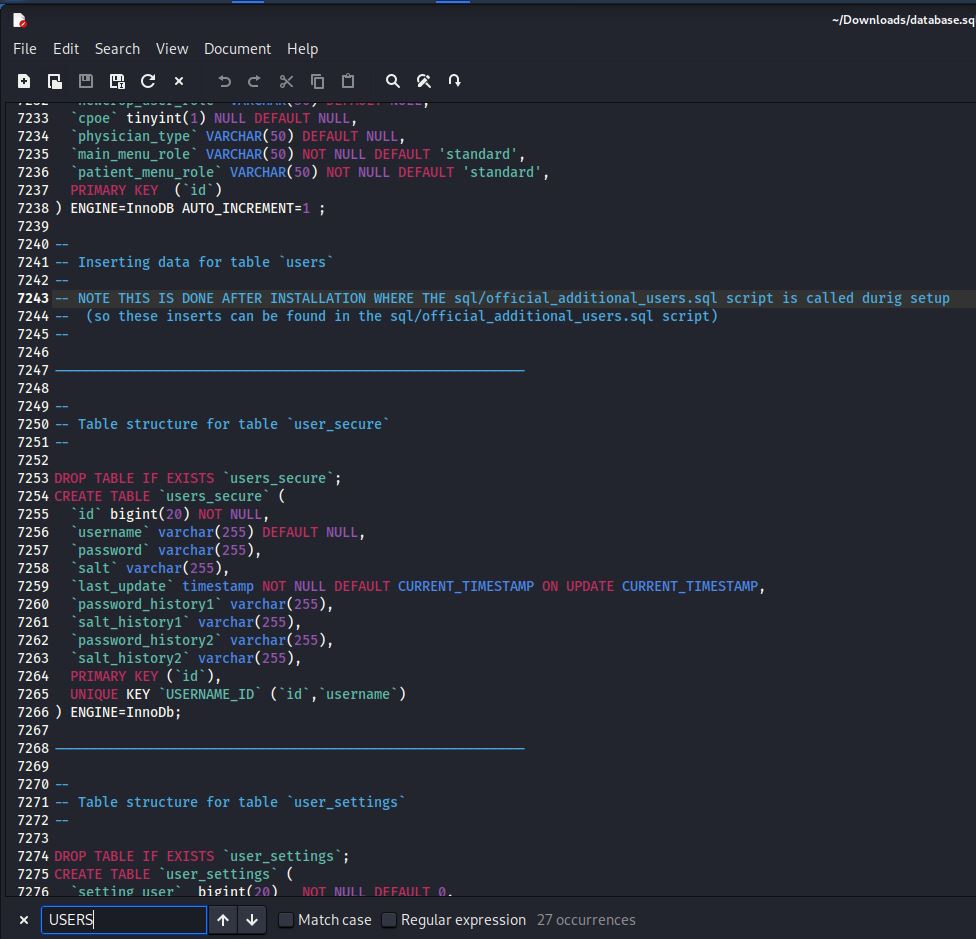 ~/Downloads/database.sq
File Edit Search View Document Help
7233 `cpoe` tinyint(1) NULL DEFAULT NULL,
7234 `physician_type` VARCHAR(50) DEFAULT NULL,
7235 `main_menu_role` VARCHAR(50) NOT NULL DEFAULT 'standard',
7236 `patient_menu_role` VARCHAR(50) NOT NULL DEFAULT 'standard',
7237 PRIMARY KEY (`id`)
7238 ) ENGINE=InnoDB AUTO_INCREMENT=1 ;
7239
7240 --
7241 -- Inserting data for table `users`
7242 --
7243 -- NOTE THIS IS DONE AFTER INSTALLATION WHERE THE sql/official_additional_users.sql script is called durig setup
7244 -- (so these inserts can be found in the sql/official_additional_users.sql script)
7245 --
7246
7247 -----------------------------------------------------------
7248
7249 --
7250 -- Table structure for table `user_secure`
7251 --
7252
7253 DROP TABLE IF EXISTS `users_secure`;
7254 CREATE TABLE `users_secure` (
7255 `id` bigint(20) NOT NULL,
7256 `username` varchar(255) DEFAULT NULL,
7257 `password` varchar(255),
7258 `salt` varchar(255),
7259 `last_update` timestamp NOT NULL DEFAULT CURRENT_TIMESTAMP ON UPDATE CURRENT_TIMESTAMP,
7260 `password_history1` varchar(255),
7261 `salt_history1` varchar(255),
7262 `password_history2` varchar(255),
7263 `salt_history2` varchar(255),
7264 PRIMARY KEY (`id`),
7265 UNIQUE KEY `USERNAME_ID` (`id`,`username`)
7266 ) ENGINE=InnoDb;
7267
7268 -----------------------------------------------------------
7269
7270 --
7271 -- Table structure for table `user_settings`
7272 --
7273
7274 DROP TABLE IF EXISTS `user_settings`;
7275 CREATE TABLE `user_settings` (
7276 `setting_user` bigint(20) NOT NULL DEFAULT 0,
USERS Match case Regular expression 27 occurrences